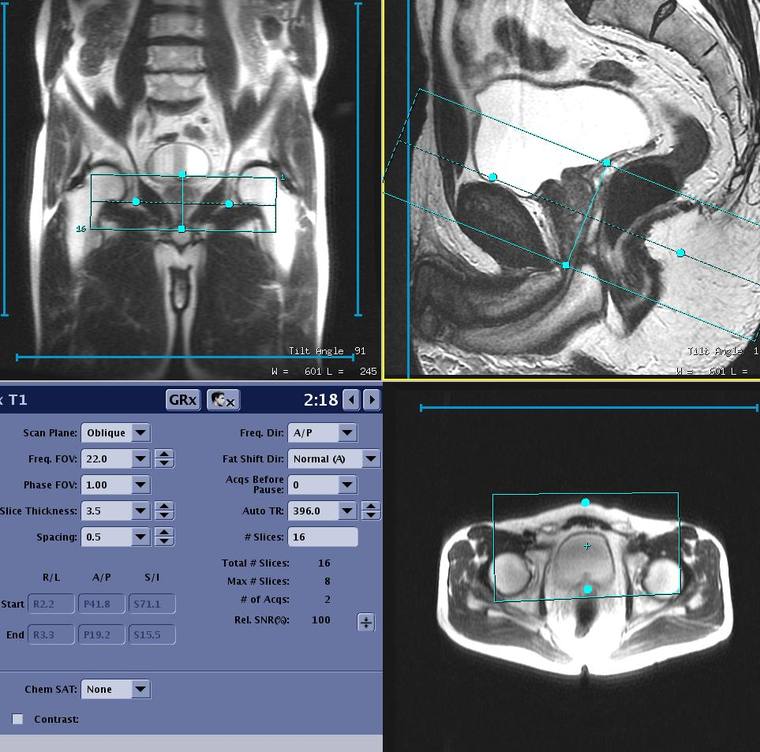 1
16
Tilt Angle 91
W = 601 L = 245
Tilt Angle 1
W = 601 L =
x T1
GRx
x
2:18
Scan Plane: Oblique
Freq. Dir: A/P
Freq. FOV: 22.0
Fat Shift Dir: Normal (A)
Phase FOV: 1.00
Acqs Before Pause: 0
Slice Thickness: 3.5
Auto TR: 396.0
Spacing: 0.5
# Slices: 16
Total # Slices: 16
Max # Slices: 8
# of Acqs: 2
Rel. SNR(%): 100
R/L A/P S/I
Start R2.2 P41.8 S71.1
End R3.3 P19.2 S15.5
Chem SAT: None
Contrast: